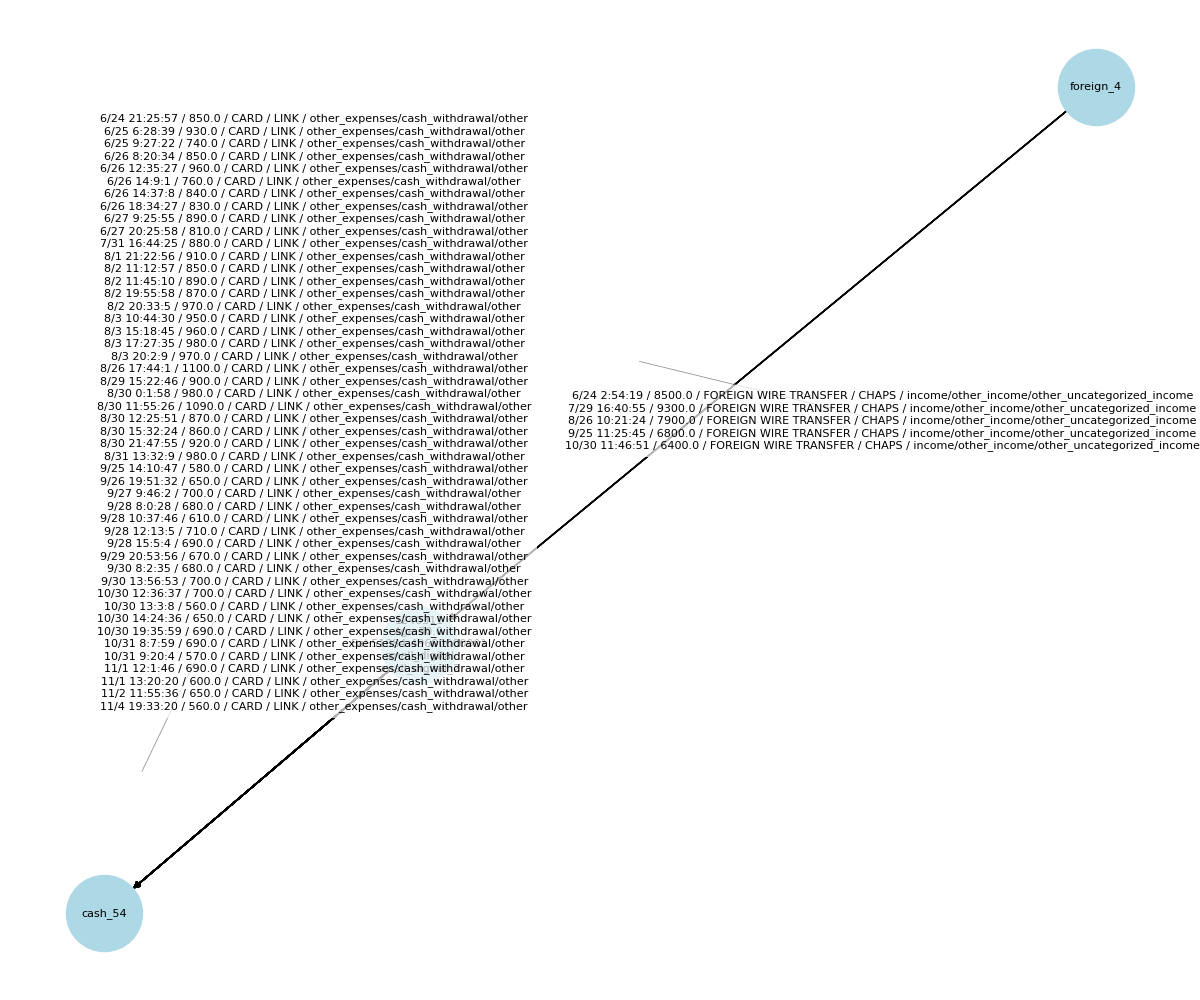 foreign_4
6/24 21:25:57 / 850.0 / CARD / LINK / other_expenses/cash_withdrawal/other
6/25 6:28:39 / 930.0 / CARD / LINK / other_expenses/cash_withdrawal/other
6/25 9:27:22 / 740.0 / CARD / LINK / other_expenses/cash_withdrawal/other
6/26 8:20:34 / 850.0 / CARD / LINK / other_expenses/cash_withdrawal/other
6/26 12:35:27 / 960.0 / CARD / LINK / other_expenses/cash_withdrawal/other
6/26 14:9:1 / 760.0 / CARD / LINK / other_expenses/cash_withdrawal/other
6/26 14:37:8 / 840.0 / CARD / LINK / other_expenses/cash_withdrawal/other
6/26 18:34:27 / 830.0 / CARD / LINK / other_expenses/cash_withdrawal/other
6/27 9:25:55 / 890.0 / CARD / LINK / other_expenses/cash_withdrawal/other
6/27 20:25:58 / 810.0 / CARD / LINK / other_expenses/cash_withdrawal/other
7/31 16:44:25 / 880.0 / CARD / LINK / other_expenses/cash_withdrawal/other
8/1 21:22:56 / 910.0 / CARD / LINK / other_expenses/cash_withdrawal/other
8/2 11:12:57 / 850.0 / CARD / LINK / other_expenses/cash_withdrawal/other
8/2 11:45:10 / 890.0 / CARD / LINK / other_expenses/cash_withdrawal/other
8/2 19:55:58 / 870.0 / CARD / LINK / other_expenses/cash_withdrawal/other
8/2 20:33:5 / 970.0 / CARD / LINK / other_expenses/cash_withdrawal/other
8/3 10:44:30 / 950.0 / CARD / LINK / other_expenses/cash_withdrawal/other
8/3 15:18:45 / 960.0 / CARD / LINK / other_expenses/cash_withdrawal/other
8/3 17:27:35 / 980.0 / CARD / LINK / other_expenses/cash_withdrawal/other
8/3 20:2:9 / 970.0 / CARD / LINK / other_expenses/cash_withdrawal/other
8/26 17:44:1 / 1100.0 / CARD / LINK / other_expenses/cash_withdrawal/other
8/29 15:22:46 / 900.0 / CARD / LINK / other_expenses/cash_withdrawal/other
8/30 0:1:58 / 980.0 / CARD / LINK / other_expenses/cash_withdrawal/other
8/30 11:55:26 / 1090.0 / CARD / LINK / other_expenses/cash_withdrawal/other
8/30 12:25:51 / 870.0 / CARD / LINK / other_expenses/cash_withdrawal/other
8/30 15:32:24 / 860.0 / CARD / LINK / other_expenses/cash_withdrawal/other
8/30 21:47:55 / 920.0 / CARD / LINK / other_expenses/cash_withdrawal/other
8/31 13:32:9 / 980.0 / CARD / LINK / other_expenses/cash_withdrawal/other
9/25 14:10:47 / 580.0 / CARD / LINK / other_expenses/cash_withdrawal/other
9/26 19:51:32 / 650.0 / CARD / LINK / other_expenses/cash_withdrawal/other
9/27 9:46:2 / 700.0 / CARD / LINK / other_expenses/cash_withdrawal/other
9/28 8:0:28 / 680.0 / CARD / LINK / other_expenses/cash_withdrawal/other
9/28 10:37:46 / 610.0 / CARD / LINK / other_expenses/cash_withdrawal/other
9/28 12:13:5 / 710.0 / CARD / LINK / other_expenses/cash_withdrawal/other
9/28 15:5:4 / 690.0 / CARD / LINK / other_expenses/cash_withdrawal/other
9/29 20:53:56 / 670.0 / CARD / LINK / other_expenses/cash_withdrawal/other
9/30 8:2:35 / 680.0 / CARD / LINK / other_expenses/cash_withdrawal/other
9/30 13:56:53 / 700.0 / CARD / LINK / other_expenses/cash_withdrawal/other
10/30 12:36:37 / 700.0 / CARD / LINK / other_expenses/cash_withdrawal/other
10/30 13:3:8 / 560.0 / CARD / LINK / other_expenses/cash_withdrawal/other
10/30 14:24:36 / 650.0 / CARD / LINK / other_expenses/cash_withdrawal/other
10/30 19:35:59 / 690.0 / CARD / LINK / other_expenses/cash_withdrawal/other
10/31 8:7:59 / 690.0 / CARD / LINK / other_expenses/cash_withdrawal/other
10/31 9:20:4 / 570.0 / CARD / LINK / other_expenses/cash_withdrawal/other
11/1 12:1:46 / 690.0 / CARD / LINK / other_expenses/cash_withdrawal/other
11/1 13:20:20 / 600.0 / CARD / LINK / other_expenses/cash_withdrawal/other
11/2 11:55:36 / 650.0 / CARD / LINK / other_expenses/cash_withdrawal/other
11/4 19:33:20 / 560.0 / CARD / LINK / other_expenses/cash_withdrawal/other
6/24 2:54:19 / 8500.0 / FOREIGN WIRE TRANSFER / CHAPS / income/other_income/other_uncategorized_income
7/29 16:40:55 / 9300.0 / FOREIGN WIRE TRANSFER / CHAPS / income/other_income/other_uncategorized_income
8/26 10:21:24 / 7900.0 / FOREIGN WIRE TRANSFER / CHAPS / income/other_income/other_uncategorized_income
9/25 11:25:45 / 6800.0 / FOREIGN WIRE TRANSFER / CHAPS / income/other_income/other_uncategorized_income
10/30 11:46:51 / 6400.0 / FOREIGN WIRE TRANSFER / CHAPS / income/other_income/other_uncategorized_income
cash_54